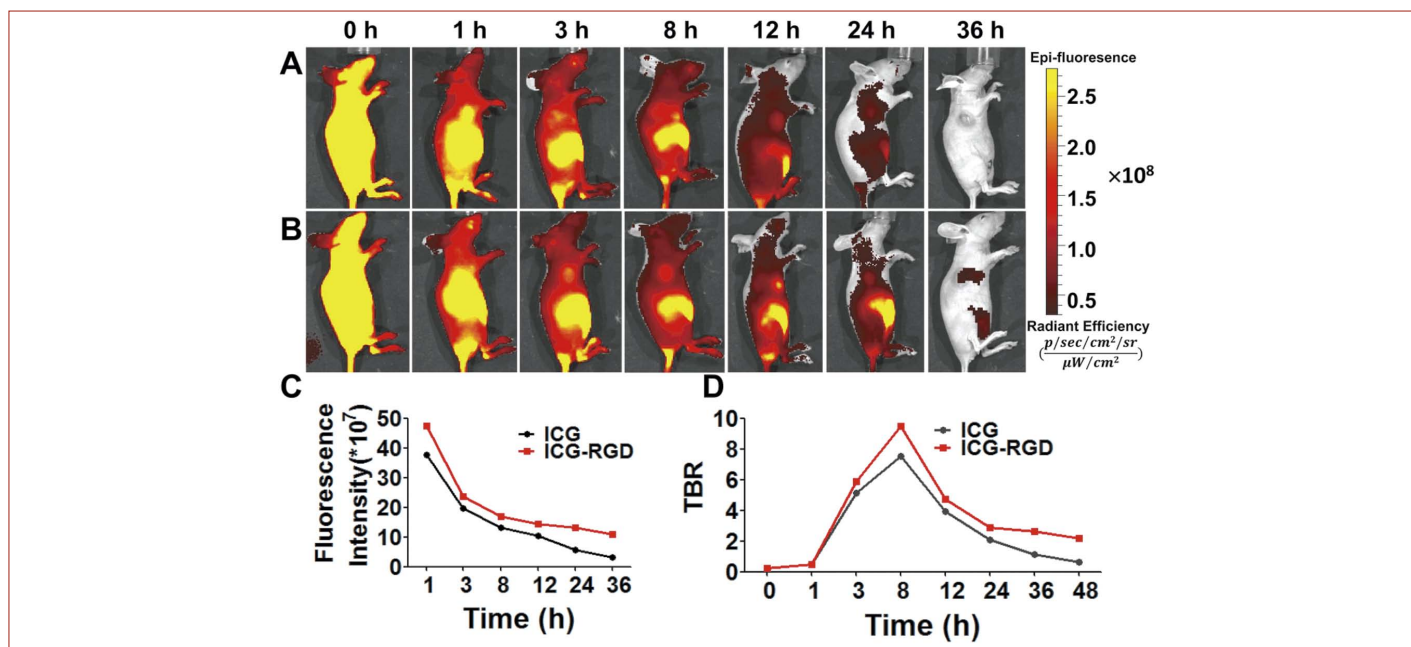 0 h 1 h 3 h 8 h 12 h 24 h 36 h
A
Epi-fluoresence
2.5
2.0
×10⁸
1.5
1.0
0.5
B
Radiant Efficiency
(p/sec/cm²/sr
μW/cm²)
C
Fluorescence
Intensity(*10⁷)
50
40
30
20
10
0
ICG
ICG-RGD
1 3 8 12 24 36
Time (h)
D
TBR
10
8
6
4
2
0
ICG
ICG-RGD
0 1 3 8 12 24 36 48
Time (h)